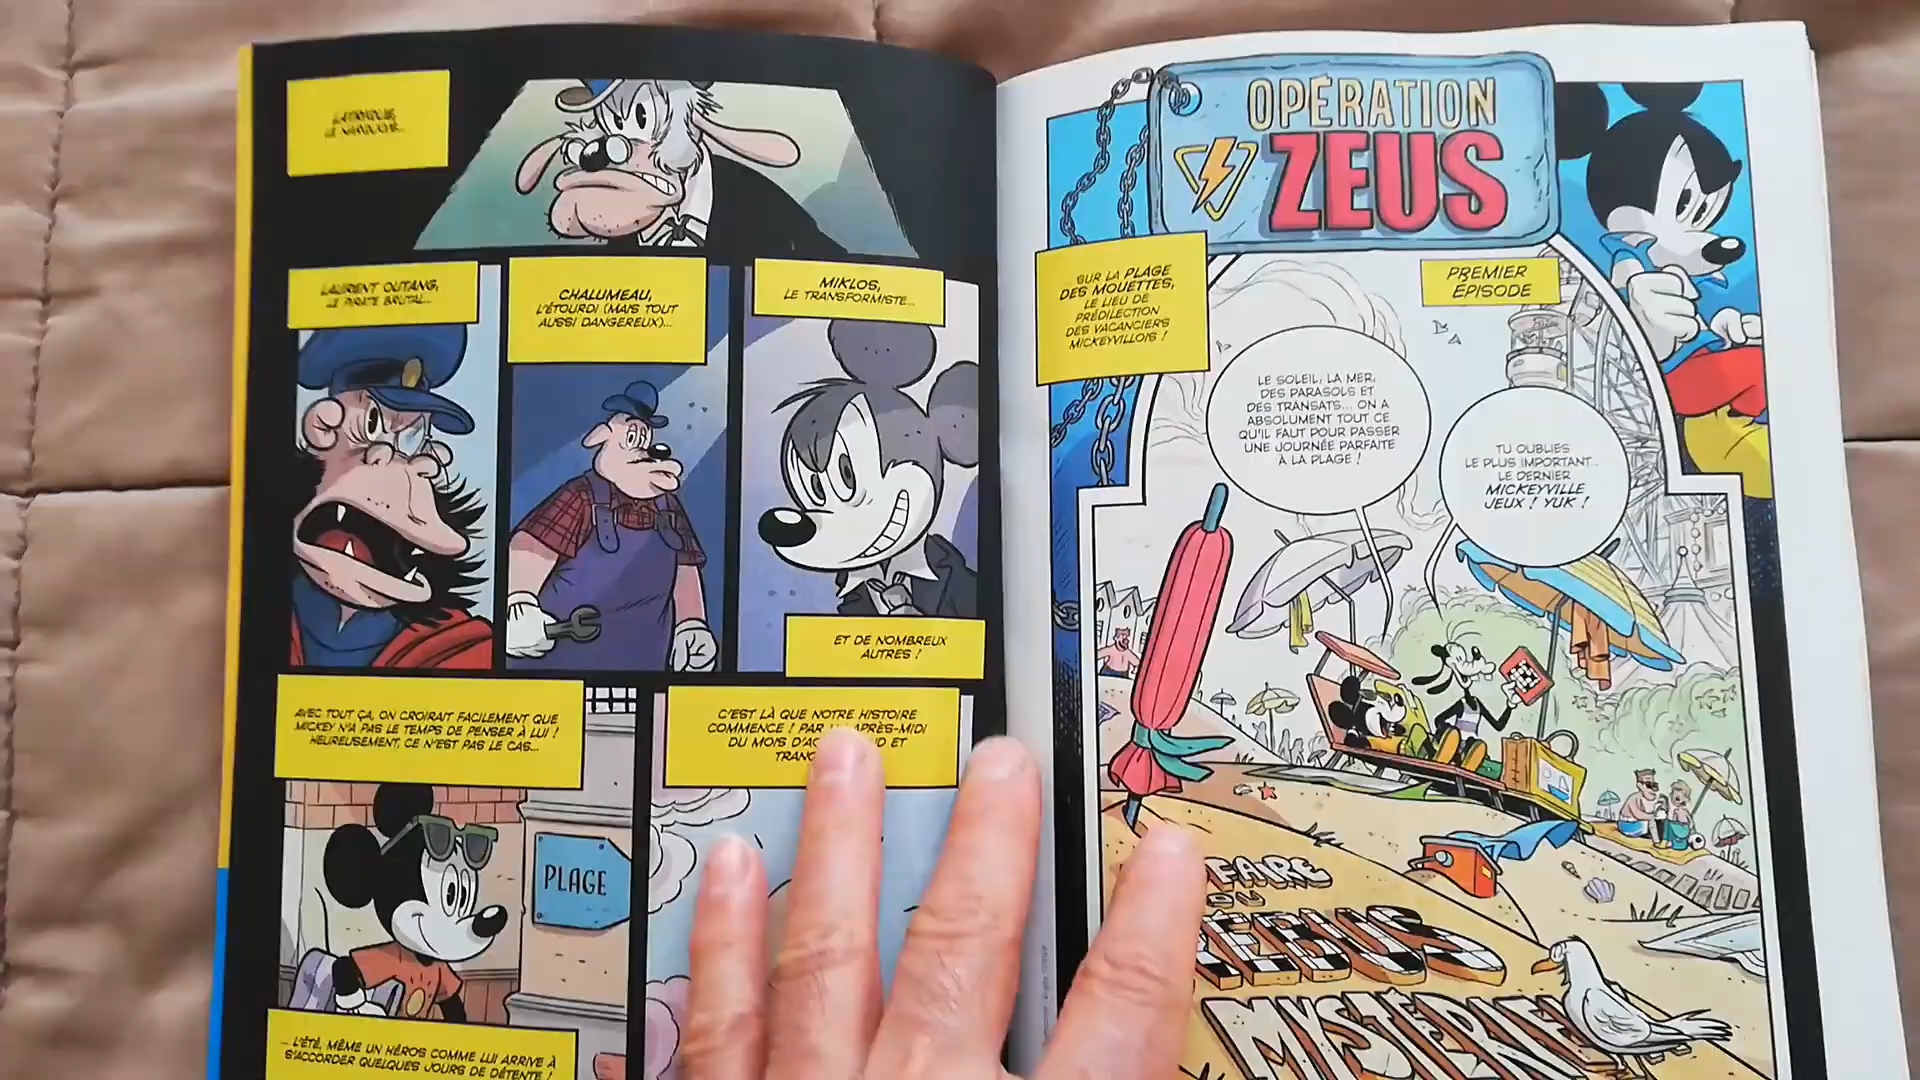 LAURENT OUTANG,
LE PIRATE BRUTAL...
CHALUMEAU,
L'ÉTOURDI (MAIS TOUT
AUSSI DANGEREUX)...
MIKLOS,
LE TRANSFORMISTE...
ET DE NOMBREUX
AUTRES !
AVEC TOUT ÇA, ON CROIRAIT FACILEMENT QUE
MICKEY N'A PAS LE TEMPS DE PENSER À LUI !
HEUREUSEMENT, CE N'EST PAS LE CAS...
C'EST LÀ QUE NOTRE HISTOIRE
COMMENCE ! PAR APRÈS-MIDI
DU MOIS ET
PLAGE
... L'ÉTÉ, MÊME UN HÉROS COMME LUI ARRIVE À
S'ACCORDER QUELQUES JOURS DE DÉTENTE !
OPÉRATION
ZEUS
SUR LA PLAGE
DES MOUETTES,
LE LIEU DE
PRÉDILECTION
DES VACANCIERS
MICKEYVILLOIS !
PREMIER
ÉPISODE
LE SOLEIL, LA MER,
DES PARASOLS ET
DES TRANSATS... ON A
ABSOLUMENT TOUT CE
QU'IL FAUT POUR PASSER
UNE JOURNÉE PARFAITE
À LA PLAGE !
TU OUBLIES
LE PLUS IMPORTANT...
LE DERNIER
MICKEYVILLE
JEUX ! YUK !
DU